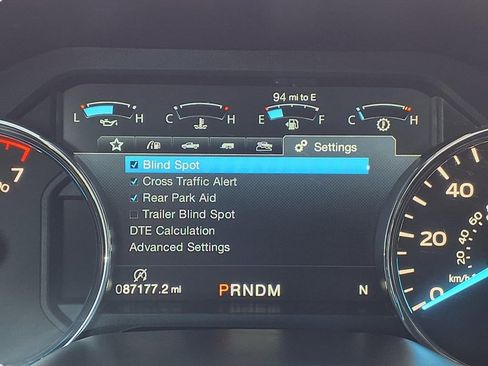 94 mi to E
L H C H E F C H
Settings
Blind Spot
Cross Traffic Alert
Rear Park Aid
Trailer Blind Spot
DTE Calculation
Advanced Settings
087177.2 mi PRNDM N
7
%
40
20
0
60
40
20
km/h